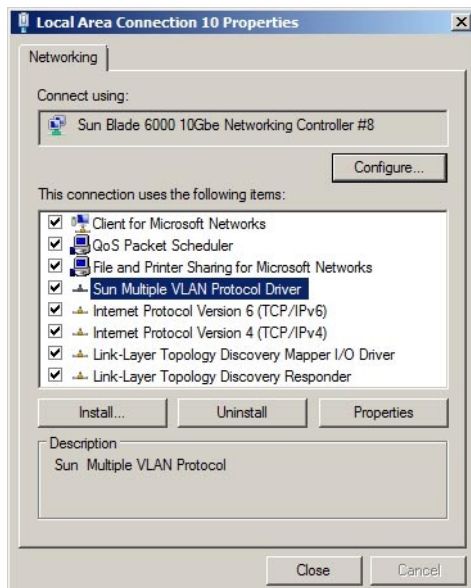 Local Area Connection 10 Properties
Networking
Connect using:
Sun Blade 6000 10Gbe Networking Controller #8
Configure...
This connection uses the following items:
Client for Microsoft Networks
QoS Packet Scheduler
File and Printer Sharing for Microsoft Networks
Sun Multiple VLAN Protocol Driver
Internet Protocol Version 6 (TCP/IPv6)
Internet Protocol Version 4 (TCP/IPv4)
Link-Layer Topology Discovery Mapper I/O Driver
Link-Layer Topology Discovery Responder
Install... Uninstall Properties
Description
Sun Multiple VLAN Protocol
Close Cancel